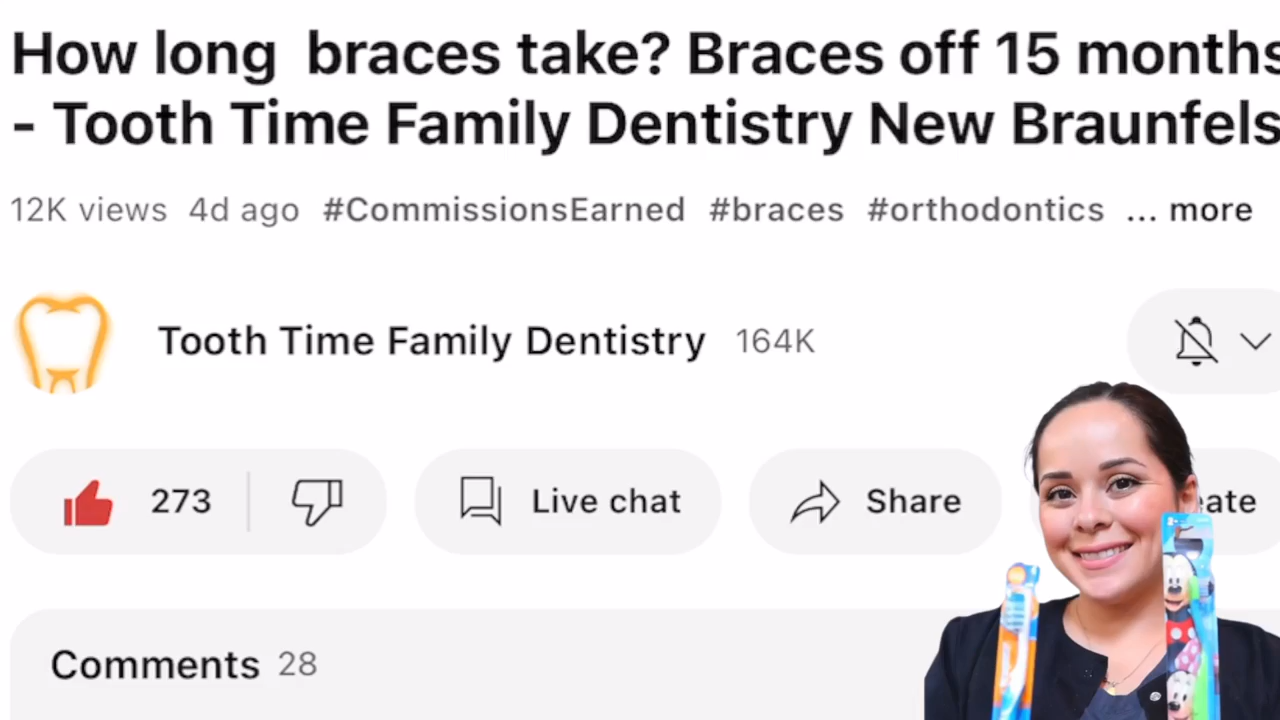 How long braces take? Braces off 15 months
- Tooth Time Family Dentistry New Braunfels
12K views 4d ago #CommissionsEarned #braces #orthodontics ... more
Tooth Time Family Dentistry 164K
273 Live chat Share eate
Comments 28